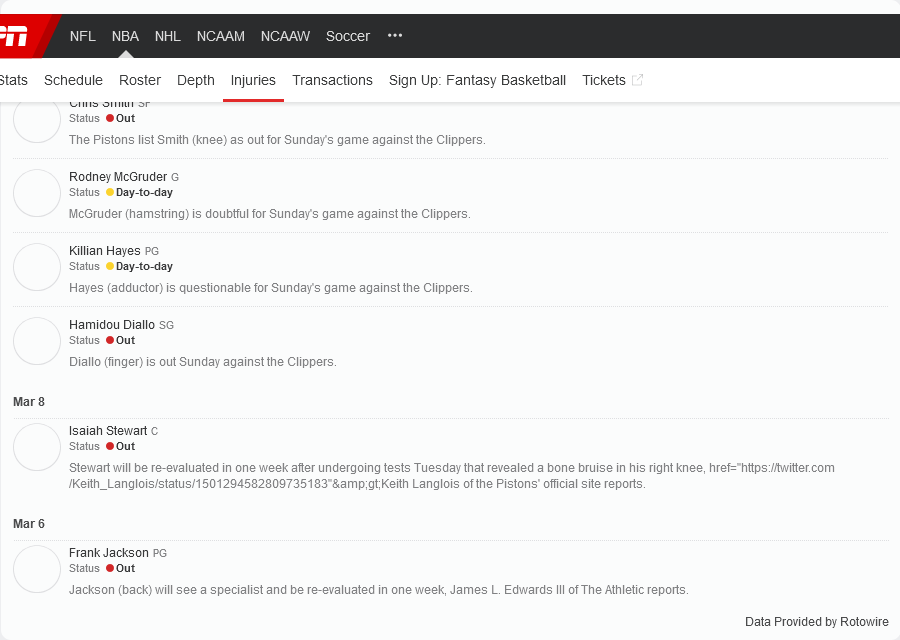 NFL NBA NHL NCAAM NCAAW Soccer •••
Stats Schedule Roster Depth Injuries Transactions Sign Up: Fantasy Basketball Tickets
Chris Smith SF
Status Out
The Pistons list Smith (knee) as out for Sunday's game against the Clippers.
Rodney McGruder G
Status Day-to-day
McGruder (hamstring) is doubtful for Sunday's game against the Clippers.
Killian Hayes PG
Status Day-to-day
Hayes (adductor) is questionable for Sunday's game against the Clippers.
Hamidou Diallo SG
Status Out
Diallo (finger) is out Sunday against the Clippers.
Mar 8
Isaiah Stewart C
Status Out
Stewart will be re-evaluated in one week after undergoing tests Tuesday that revealed a bone bruise in his right knee, href="https://twitter.com
/Keith_Langlois/status/1501294582809735183"&amp;gt;Keith Langlois of the Pistons' official site reports.
Mar 6
Frank Jackson PG
Status Out
Jackson (back) will see a specialist and be re-evaluated in one week, James L. Edwards III of The Athletic reports.
Data Provided by Rotowire